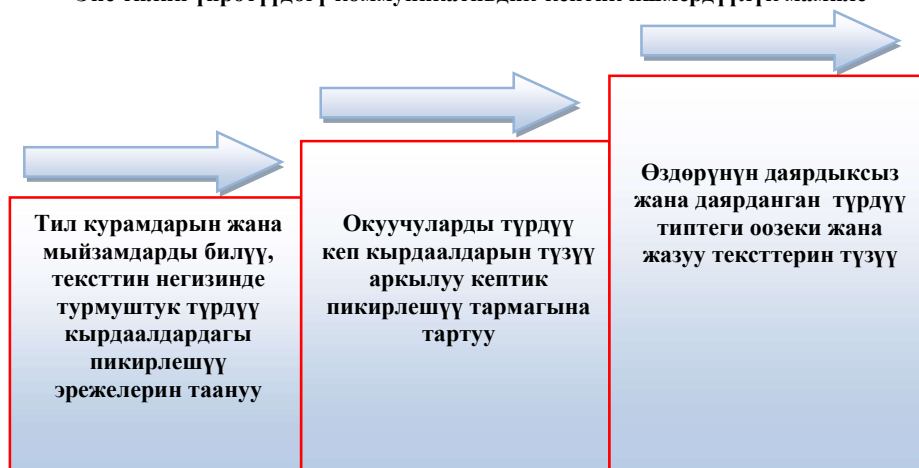 Тил курамдарын жана
мыйзамдарды билүү,
тексттин негизинде
турмуштук түрдүү
кырдаалдардагы
пикирлешүү
эрежелерин таануу
Окуучуларды түрдүү
кеп кырдаалдарын түзүү
аркылуу кептик
пикирлешүү тармагына
тартуу
Өздөрүнүн даярдыксыз
жана даярданган түрдүү
типтеги оозеки жана
жазуу тексттерин түзүү